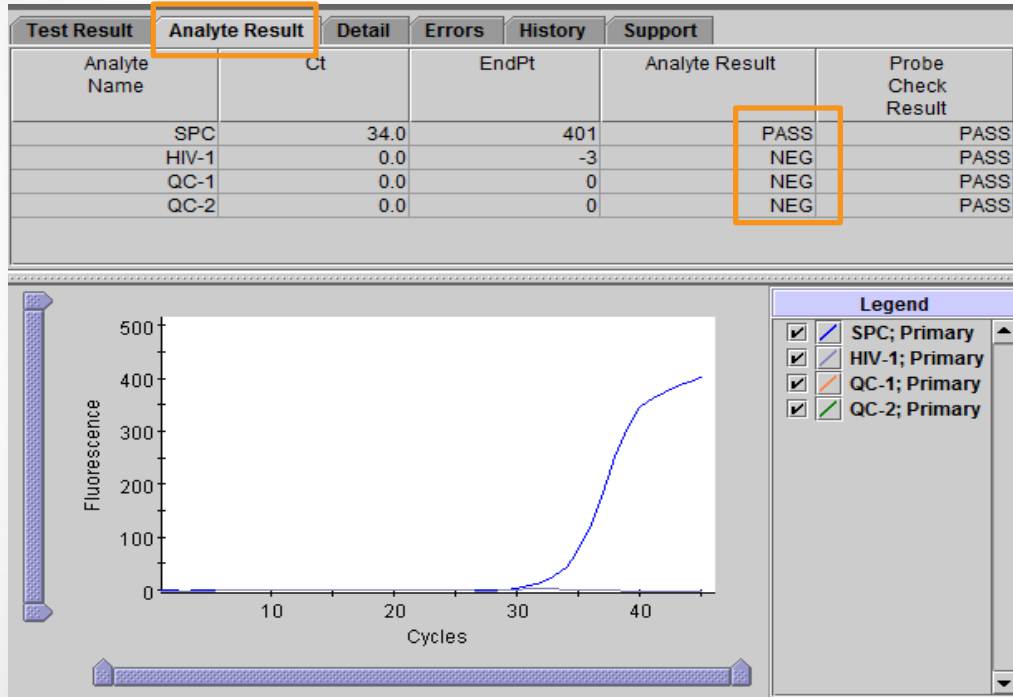 Test Result Analyte Result Detail Errors History Support
Analyte Name Ct EndPt Analyte Result Probe Check Result
SPC 34.0 401 PASS PASS
HIV-1 0.0 -3 NEG PASS
QC-1 0.0 0 NEG PASS
QC-2 0.0 0 NEG PASS
500
400
300
200
100
0
Fluorescence
10 20 30 40
Cycles
Legend
SPC; Primary
HIV-1; Primary
QC-1; Primary
QC-2; Primary